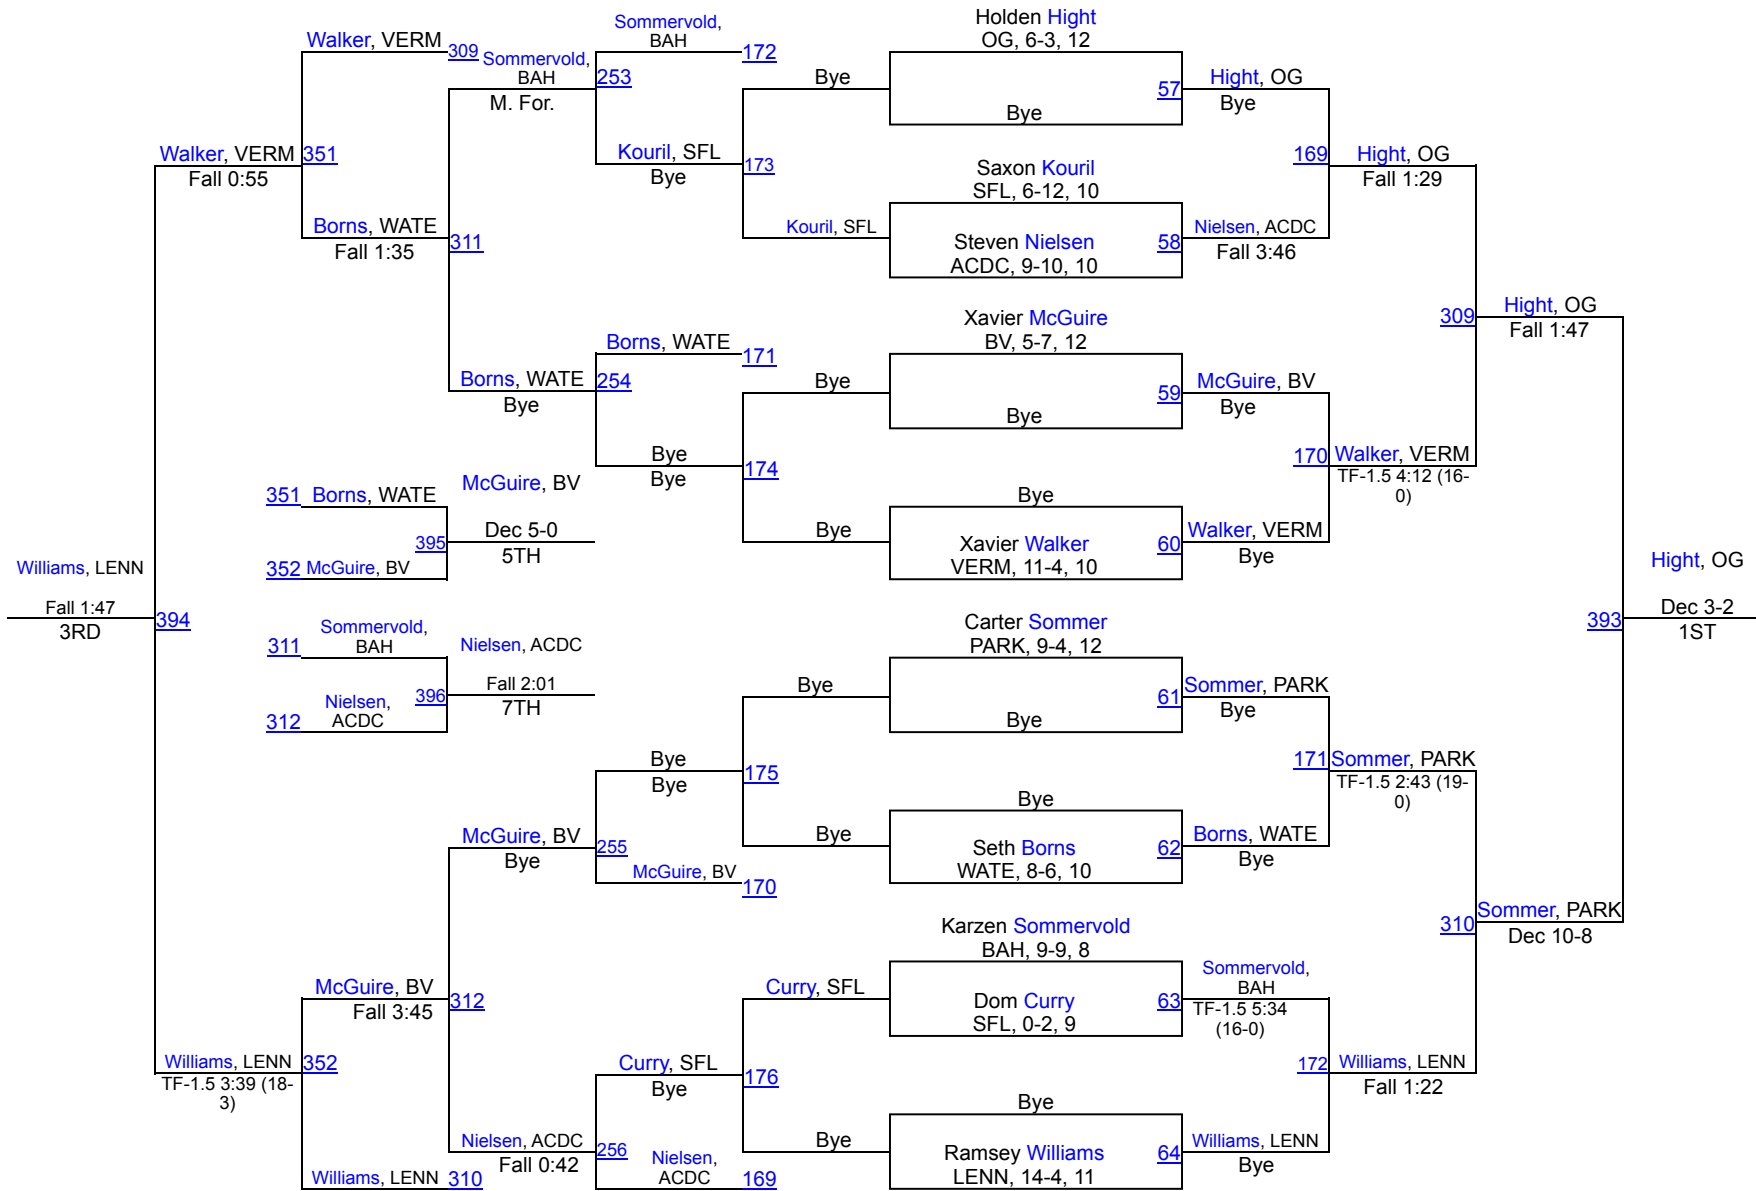 Holden Hight
OG, 6-3, 12
Bye
57
Hight, OG
Bye
Saxon Kouril
SFL, 6-12, 10
Steven Nielsen
ACDC, 9-10, 10
58
Nielsen, ACDC
Fall 3:46
169
Hight, OG
Fall 1:29
Xavier McGuire
BV, 5-7, 12
Bye
59
McGuire, BV
Bye
Bye
Xavier Walker
VERM, 11-4, 10
60
Walker, VERM
Bye
170
Walker, VERM
TF-1.5 4:12 (16-
0)
309
Hight, OG
Fall 1:47
Carter Sommer
PARK, 9-4, 12
Bye
61
Sommer, PARK
Bye
Bye
Seth Borns
WATE, 8-6, 10
62
Borns, WATE
Bye
171
Sommer, PARK
TF-1.5 2:43 (19-
0)
Karzen Sommervold
BAH, 9-9, 8
Dom Curry
SFL, 0-2, 9
63
Sommervold,
BAH
TF-1.5 5:34
(16-0)
Bye
Ramsey Williams
LENN, 14-4, 11
64
Williams, LENN
Bye
172
Williams, LENN
Fall 1:22
310
Sommer, PARK
Dec 10-8
393
Hight, OG
Dec 3-2
1ST
Bye
173
Kouril, SFL
Sommervold,
BAH
172
Kouril, SFL
Bye
253
Sommervold,
BAH
M. For.
Bye
174
Bye
Borns, WATE
171
Bye
Bye
254
Borns, WATE
Bye
311
Borns, WATE
Fall 1:35
Walker, VERM
309
351
Walker, VERM
Fall 0:55
351
Borns, WATE
352
McGuire, BV
395
McGuire, BV
Dec 5-0
5TH
311
Sommervold,
BAH
312
Nielsen,
ACDC
396
Nielsen, ACDC
Fall 2:01
7TH
Bye
175
Bye
Bye
Bye
255
McGuire, BV
170
McGuire, BV
Bye
Curry, SFL
176
Bye
Curry, SFL
Bye
256
Nielsen,
ACDC
169
Nielsen, ACDC
Fall 0:42
312
McGuire, BV
Fall 3:45
352
Williams, LENN
310
Williams, LENN
TF-1.5 3:39 (18-
3)
394
Williams, LENN
Fall 1:47
3RD